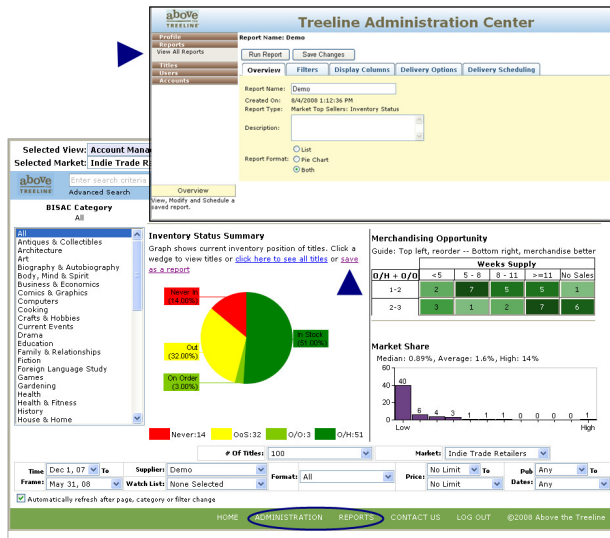 above
TREELINE
Treeline Administration Center
Profile
Reports
View All Reports
Titles
Users
Accounts
Report Name: Demo
Run Report
Save Changes
Overview
Filters
Display Columns
Delivery Options
Delivery Scheduling
Report Name: Demo
Created On: 8/4/2008 1:12:36 PM
Report Type: Market Top Sellers: Inventory Status
Description:
Report Format:
List
Pie Chart
Both
Overview
View, Modify and Schedule a
saved report.
Selected View: Account Mana
Selected Market: Indie Trade Re
above
TREELINE
Enter search criteria
Advanced Search
BISAC Category
All
All
Antiques & Collectibles
Architecture
Art
Biography & Autobiography
Body, Mind & Spirit
Business & Economics
Comics & Graphics
Computers
Cooking
Crafts & Hobbies
Current Events
Drama
Education
Family & Relationships
Fiction
Foreign Language Study
Games
Gardening
Health
Health & Fitness
History
House & Home
Inventory Status Summary
Graph shows current inventory position of titles. Click a
wedge to view titles or click here to see all titles or save
as a report
Never In
(14.00%)
In Stock
(51.00%)
Out
(32.00%)
On Order
(3.00%)
Never:14 OoS:32 O/O:3 O/H:51
Merchandising Opportunity
Guide: Top left, reorder -- Bottom right, merchandise better
Weeks Supply
O/H + O/O <5 5 - 8 8 - 11 >=11 No Sales
1-2 2 7 5 5 1
2-3 3 1 2 7 6
Market Share
Median: 0.89%, Average: 1.6%, High: 14%
60
40
20
0
40 6 4 3 1 1 1 0 0 0 0 1
Low High
# Of Titles: 100
Market: Indie Trade Retailers
Time Frame: Dec 1, 07 To May 31, 08
Supplier: Demo
Watch List: None Selected
Format: All
Price: No Limit To No Limit
Pub Dates: Any To Any
Automatically refresh after page, category or filter change
HOME ADMINISTRATION REPORTS CONTACT US LOG OUT ©2008 Above the Treeline